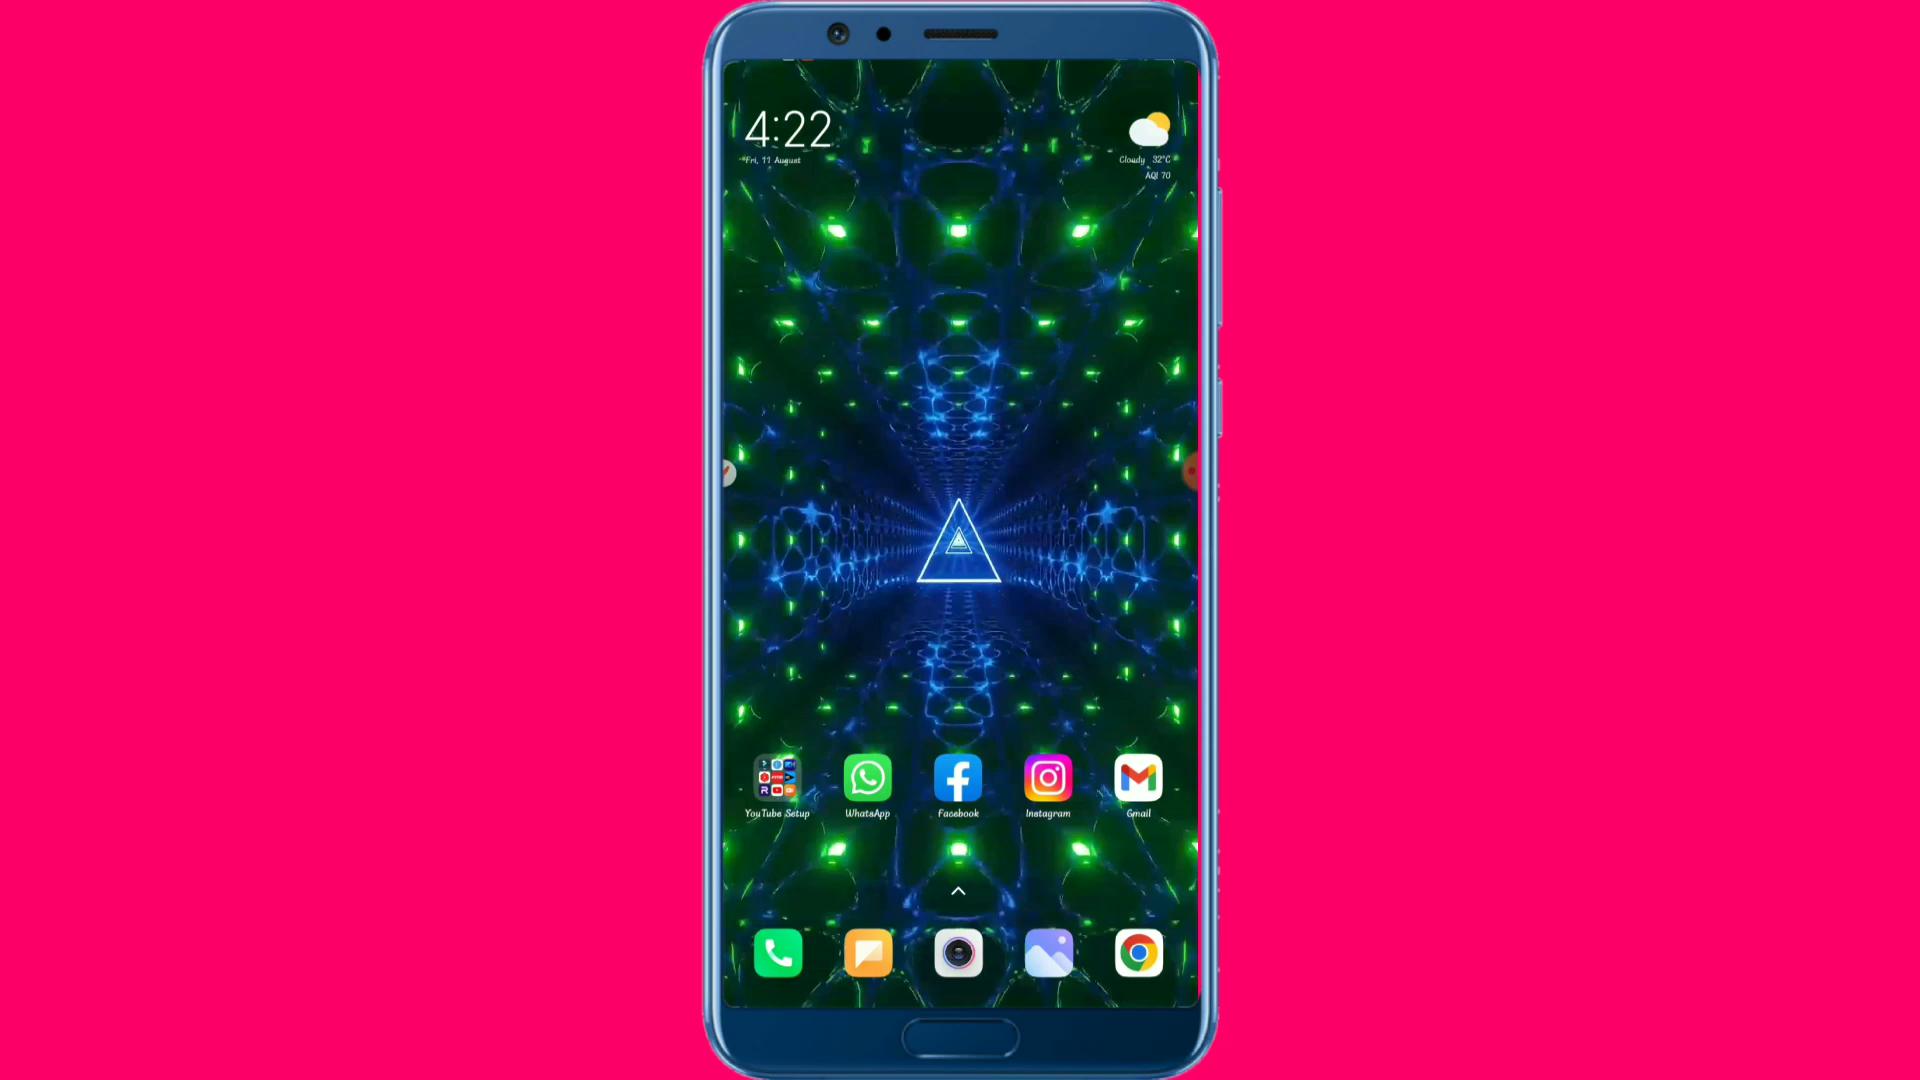 4:22
Fri, 11 August
Cloudy 32°C
AQI 70
YouTube Setup
WhatsApp
Facebook
Instagram
Gmail